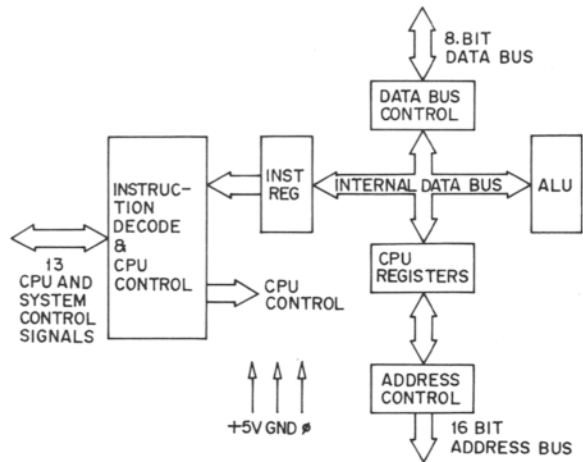 8.BIT
DATA BUS
DATA BUS
CONTROL
INSTRUC-
TION
DECODE
&
CPU
CONTROL
INST
REG
INTERNAL DATA BUS
ALU
13
CPU AND
SYSTEM
CONTROL
SIGNALS
CPU
CONTROL
CPU
REGISTERS
ADDRESS
CONTROL
+5V GND ø
16 BIT
ADDRESS BUS